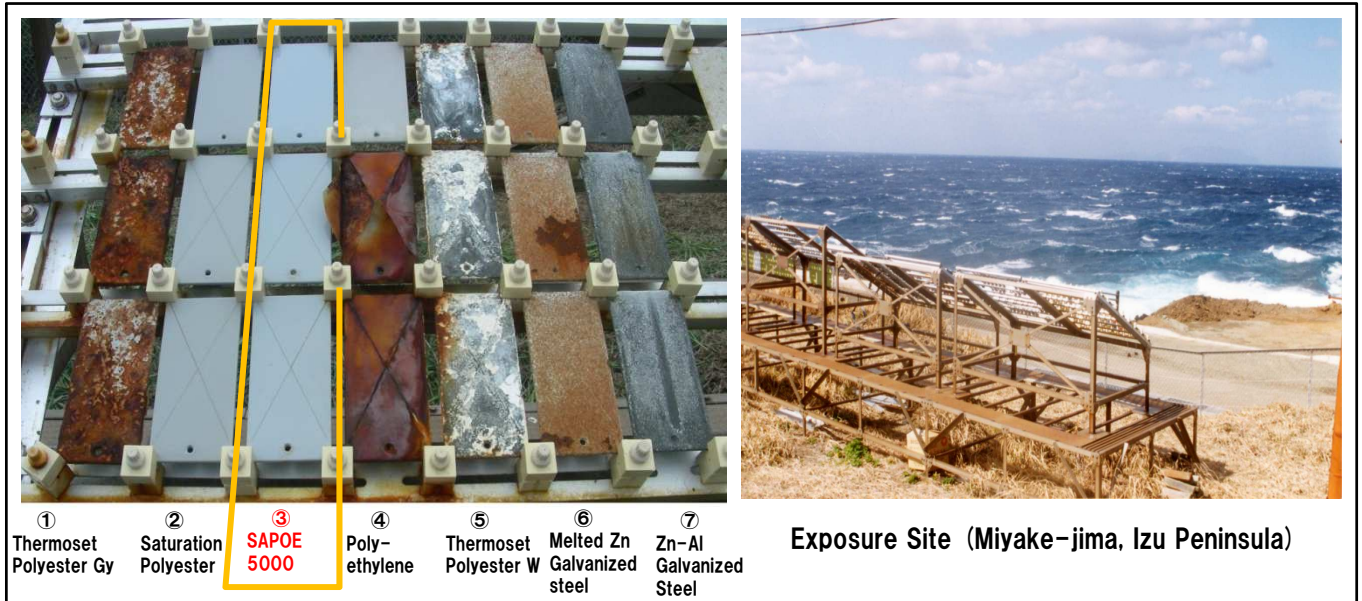 ①
Thermoset
Polyester Gy
②
Saturation
Polyester
③
SAPOE
5000
④
Poly-
ethylene
⑤
Thermoset
Polyester W
⑥
Melted Zn
Galvanized
steel
⑦
Zn-Al
Galvanized
Steel
Exposure Site (Miyake-jima, Izu Peninsula)